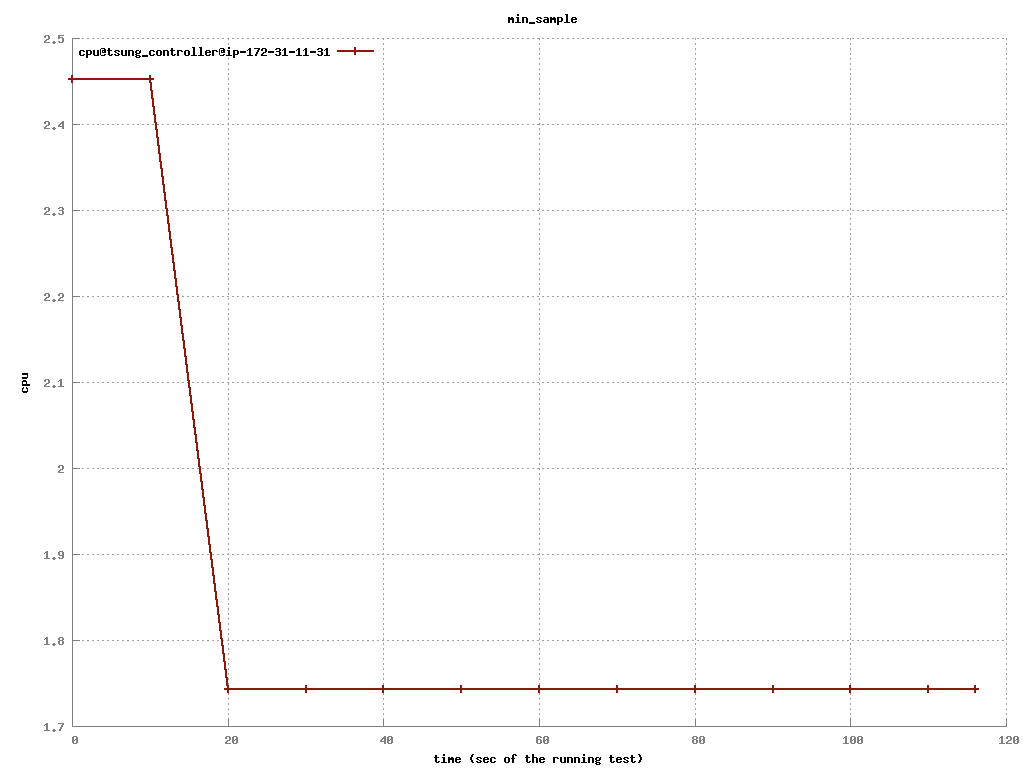 min_sample
2.5
cpu@tsung_controller@ip-172-31-11-31
2.4
2.3
2.2
2.1
cpu
2
1.9
1.8
1.7
0 20 40 60 80 100 120
time (sec of the running test)